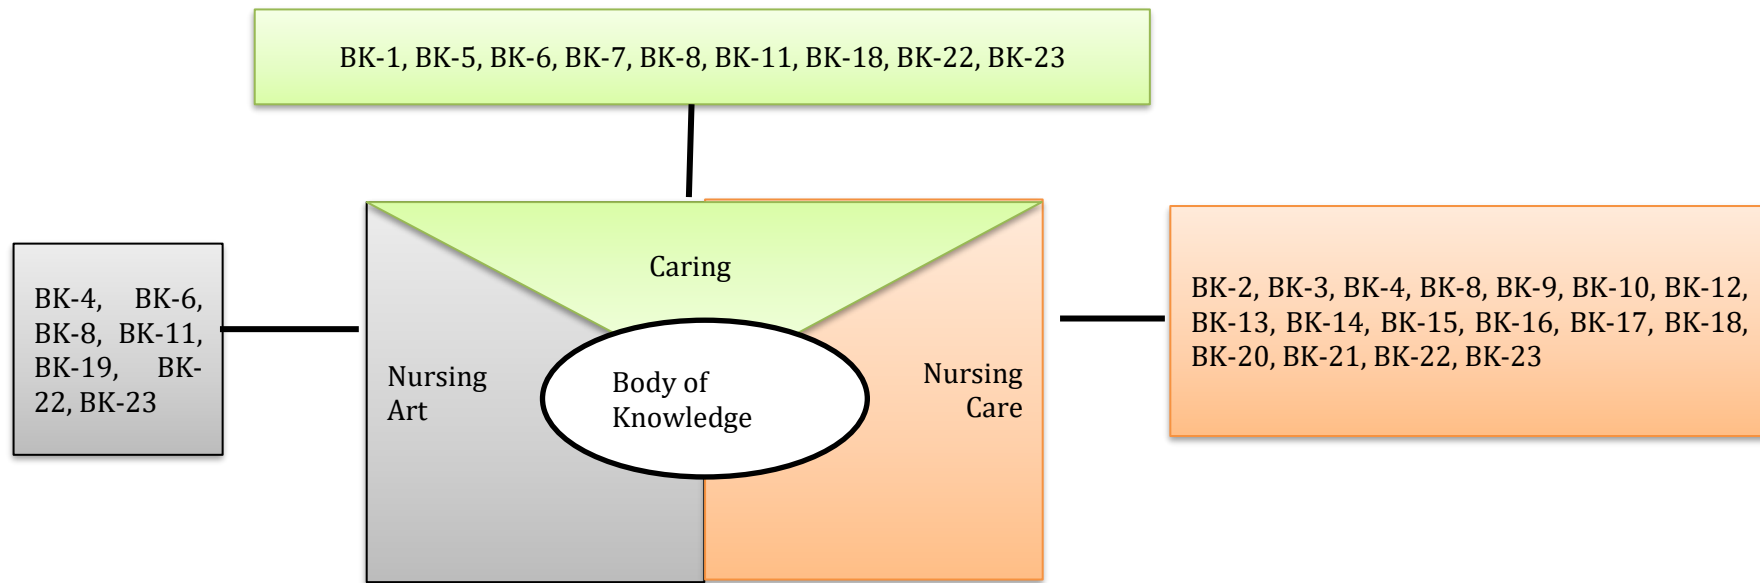 BK-1, BK-5, BK-6, BK-7, BK-8, BK-11, BK-18, BK-22, BK-23
Caring
BK-4, BK-6,
BK-8, BK-11,
BK-19, BK-
22, BK-23
Nursing
Art
Body of
Knowledge
Nursing
Care
BK-2, BK-3, BK-4, BK-8, BK-9, BK-10, BK-12,
BK-13, BK-14, BK-15, BK-16, BK-17, BK-18,
BK-20, BK-21, BK-22, BK-23